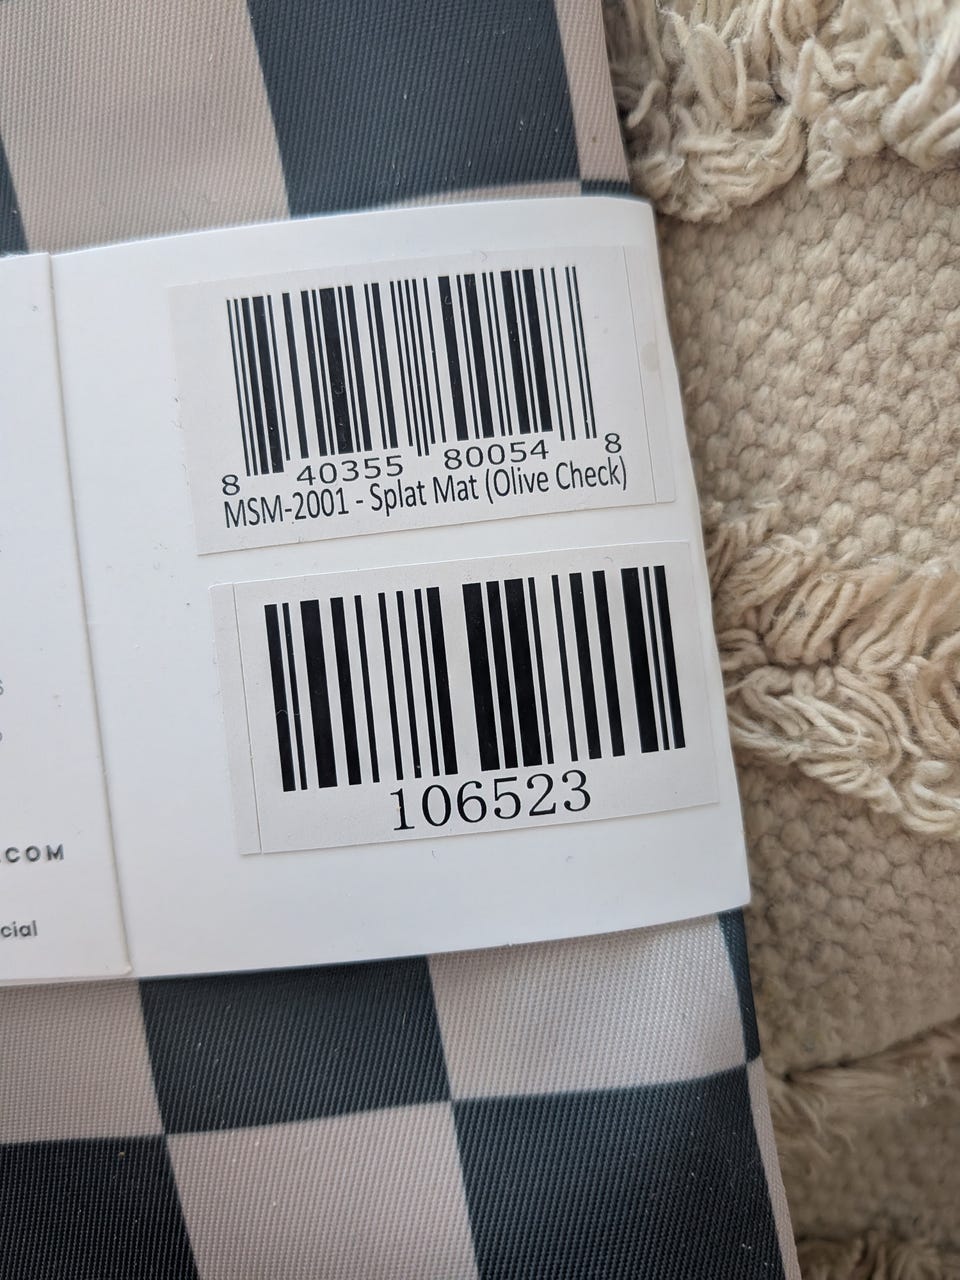 8 40355 80054 8
MSM-2001 - Splat Mat (Olive Check)
106523
.COM
cial